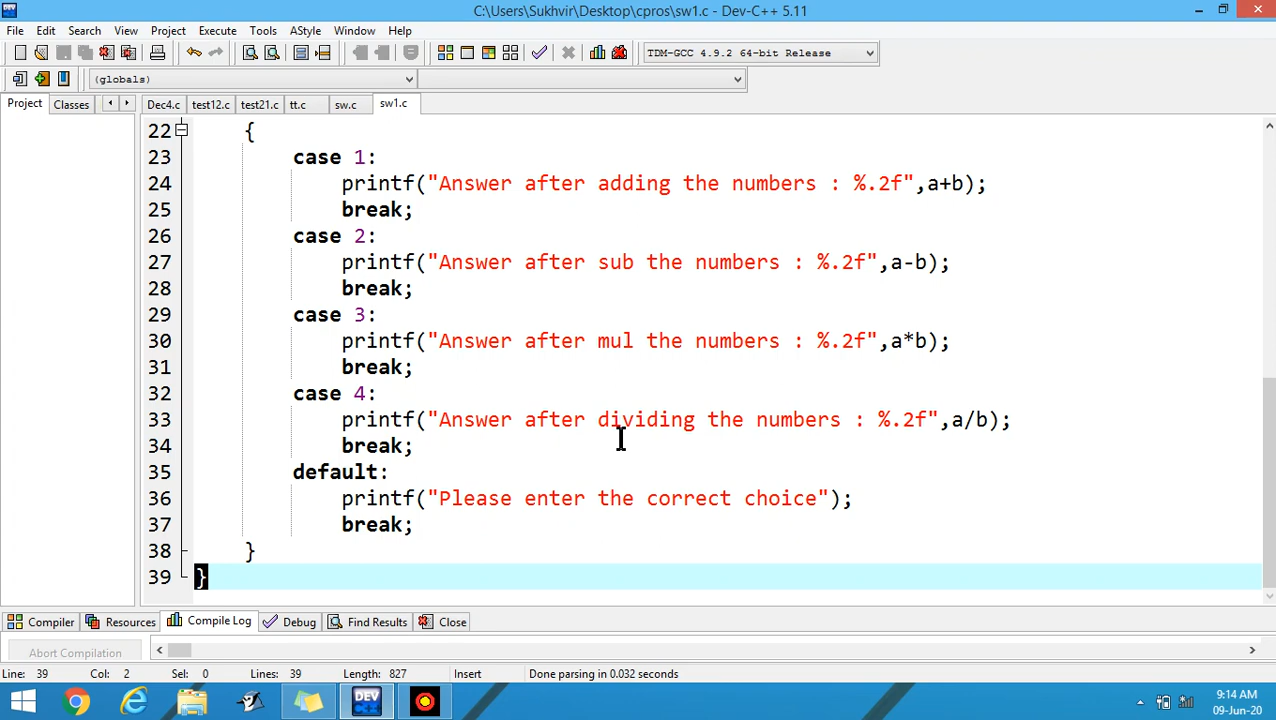 C:\Users\Sukhvir\Desktop\cpros\sw1.c - Dev-C++ 5.11
File Edit Search View Project Execute Tools AStyle Window Help
TDM-GCC 4.9.2 64-bit Release
(globals)
Project Classes Dec4.c test12.c test21.c tt.c sw.c sw1.c
22 {
23 case 1:
24 printf("Answer after adding the numbers : %.2f",a+b);
25 break;
26 case 2:
27 printf("Answer after sub the numbers : %.2f",a-b);
28 break;
29 case 3:
30 printf("Answer after mul the numbers : %.2f",a*b);
31 break;
32 case 4:
33 printf("Answer after dividing the numbers : %.2f",a/b);
34 break;
35 default:
36 printf("Please enter the correct choice");
37 break;
38 }
39 }
Compiler Resources Compile Log Debug Find Results Close
Abort Compilation
Line: 39 Col: 2 Sel: 0 Lines: 39 Length: 827 Insert Done parsing in 0.032 seconds
DEV
9:14 AM
09-Jun-20